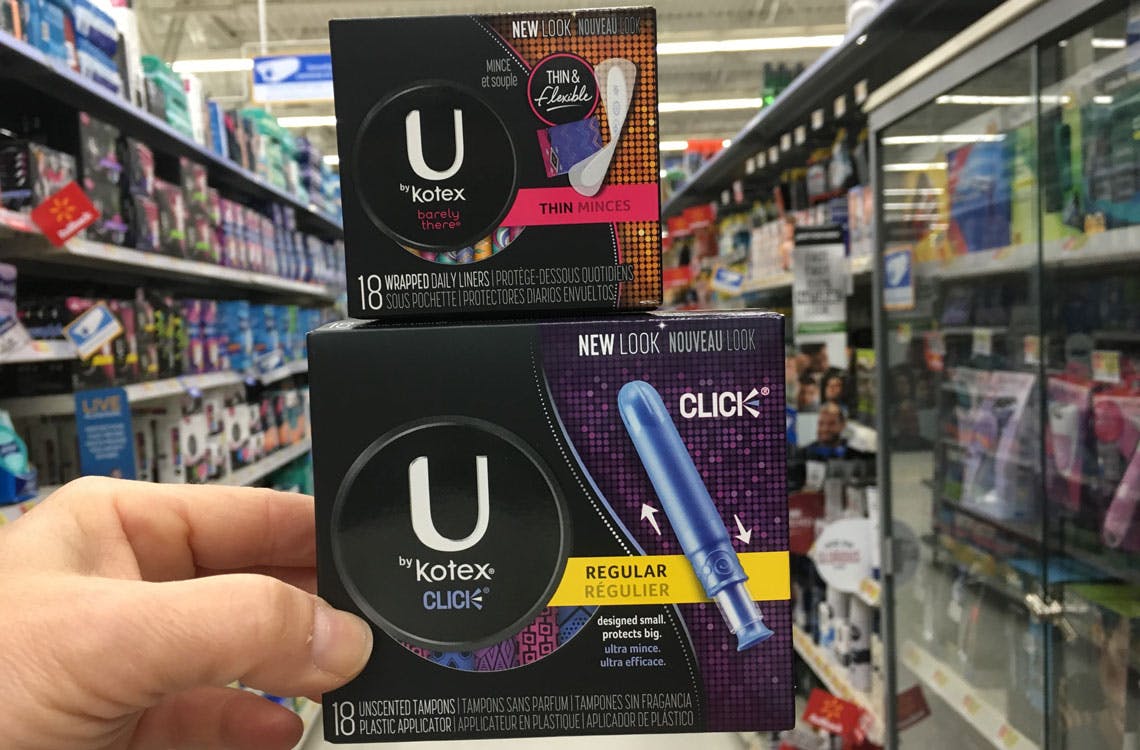 NEW LOOK NOUVEAU LOOK
MINCE
et souple
THIN &
Flexible
U
by Kotex
barely
there®
THIN MINCES
18 WRAPPED DAILY LINERS | PROTÈGE-DESSOUS QUOTIDIENS
SOUS POCHETTE | PROTECTORES DIARIOS ENVUELTOS
18
NEW LOOK NOUVEAU LOOK
CLICK®
U
by Kotex®
CLICK
REGULAR
RÉGULIER
designed small.
protects big.
ultra mince.
ultra efficace.
18 UNSCENTED TAMPONS | TAMPONS SANS PARFUM | TAMPONES SIN FRAGANCIA
PLASTIC APPLICATOR | APPLICATEUR EN PLASTIQUE | APLICADOR DE PLÁSTICO
LIVE